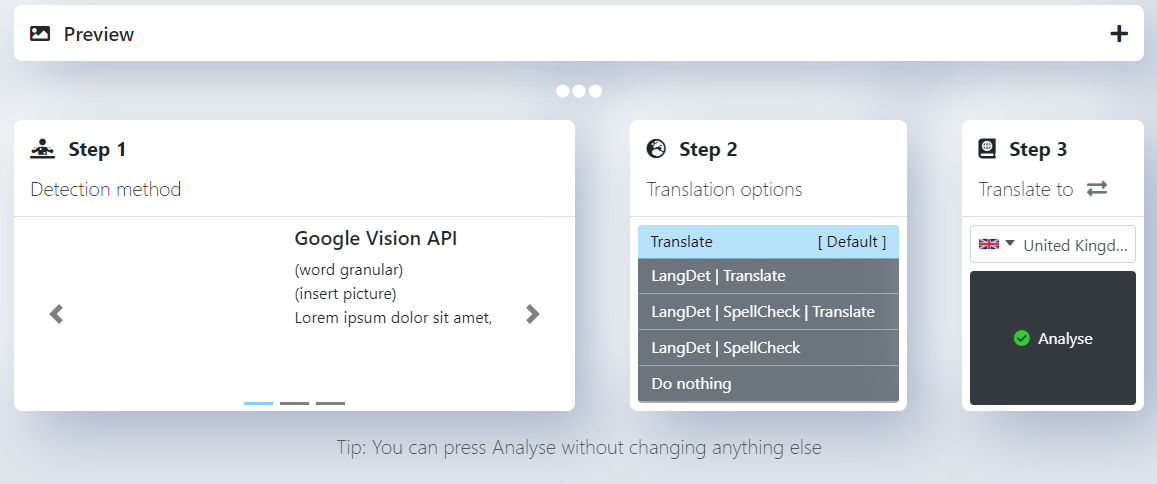 Preview
Step 1
Detection method
Google Vision API
(word granular)
(insert picture)
Lorem ipsum dolor sit amet,
Step 2
Translation options
Translate [ Default ]
LangDet | Translate
LangDet | SpellCheck | Translate
LangDet | SpellCheck
Do nothing
Step 3
Translate to
United Kingd...
Analyse
Tip: You can press Analyse without changing anything else